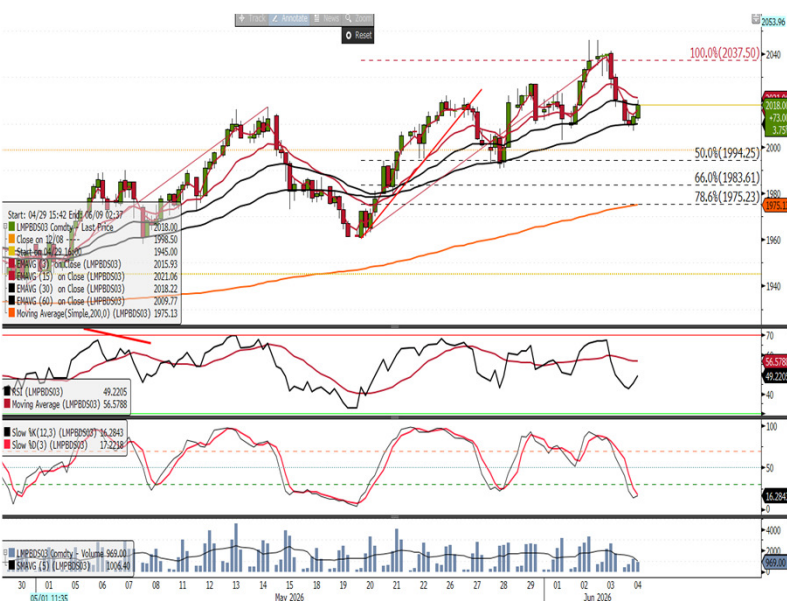 + Track Annotate News Zoom
Reset
2053.96
2040
2018.00
+73.00
3.75%
2000
1980
1975.13
1960
1940
100.0%(2037.50)
50.0%(1994.25)
66.0%(1983.61)
78.6%(1975.23)
Start: 04/29 15:42 End: 06/09 02:37
LMPBDS03 Comdty - Last Price 2018.00
Close on 12/08 ---- 1998.50
Start on 04/29 16:00 1945.00
on Close (LMPBDS03) 2015.93
EMAVG (15) on Close (LMPBDS03) 2021.06
EMAVG (30) on Close (LMPBDS03) 2018.22
EMAVG (60) on Close (LMPBDS03) 2009.77
Moving Average(Simple,200,0) (LMPBDS03) 1975.13
70
56.5788
49.2205
40
RSI (LMPBDS03) 49.2205
Moving Average (LMPBDS03) 56.5788
100
50
16.2843
0
Slow %K(12,3) (LMPBDS03) 16.2843
Slow %D(3) (LMPBDS03) 17.2218
4000
2000
969.00
0
LMPBDS03 Comdty - Volume 969.00
SMAVG (5) (LMPBDS03) 1006.40
30 01 05 06 07 08 11 12 13 14 15 18 19 20 21 22 26 27 28 29 01 02 03 04
05/01 11:35 May 2026 Jun 2026